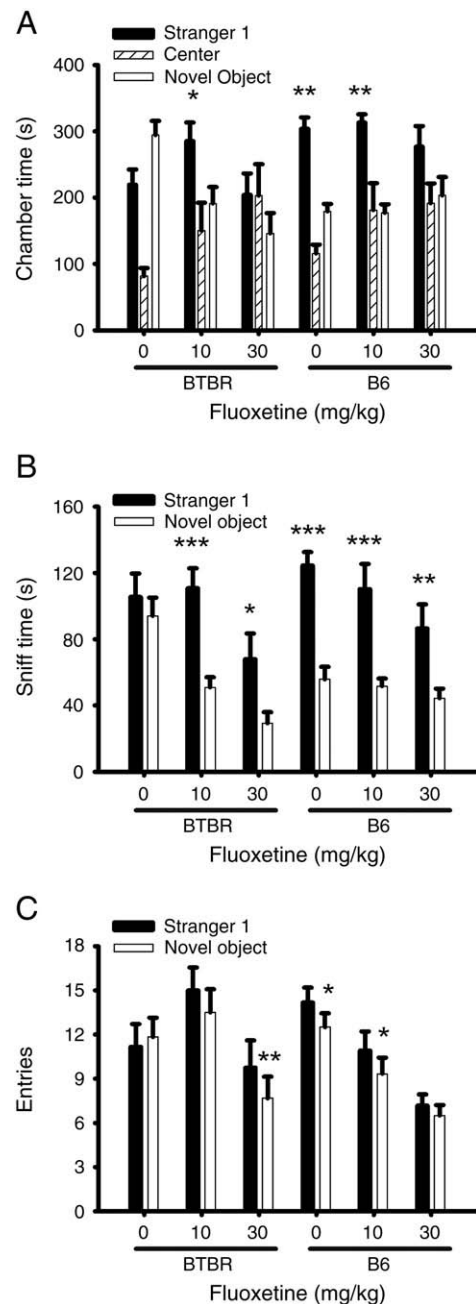 A
Stranger 1
Center
Novel Object
400
300
200
100
0
Chamber time (s)
*
**
**
0 10 30 0 10 30
BTBR B6
Fluoxetine (mg/kg)
B
Stranger 1
Novel object
160
120
80
40
0
Sniff time (s)
***
*
***
***
**
0 10 30 0 10 30
BTBR B6
Fluoxetine (mg/kg)
C
Stranger 1
Novel object
18
15
12
9
6
3
0
Entries
**
*
*
0 10 30 0 10 30
BTBR B6
Fluoxetine (mg/kg)